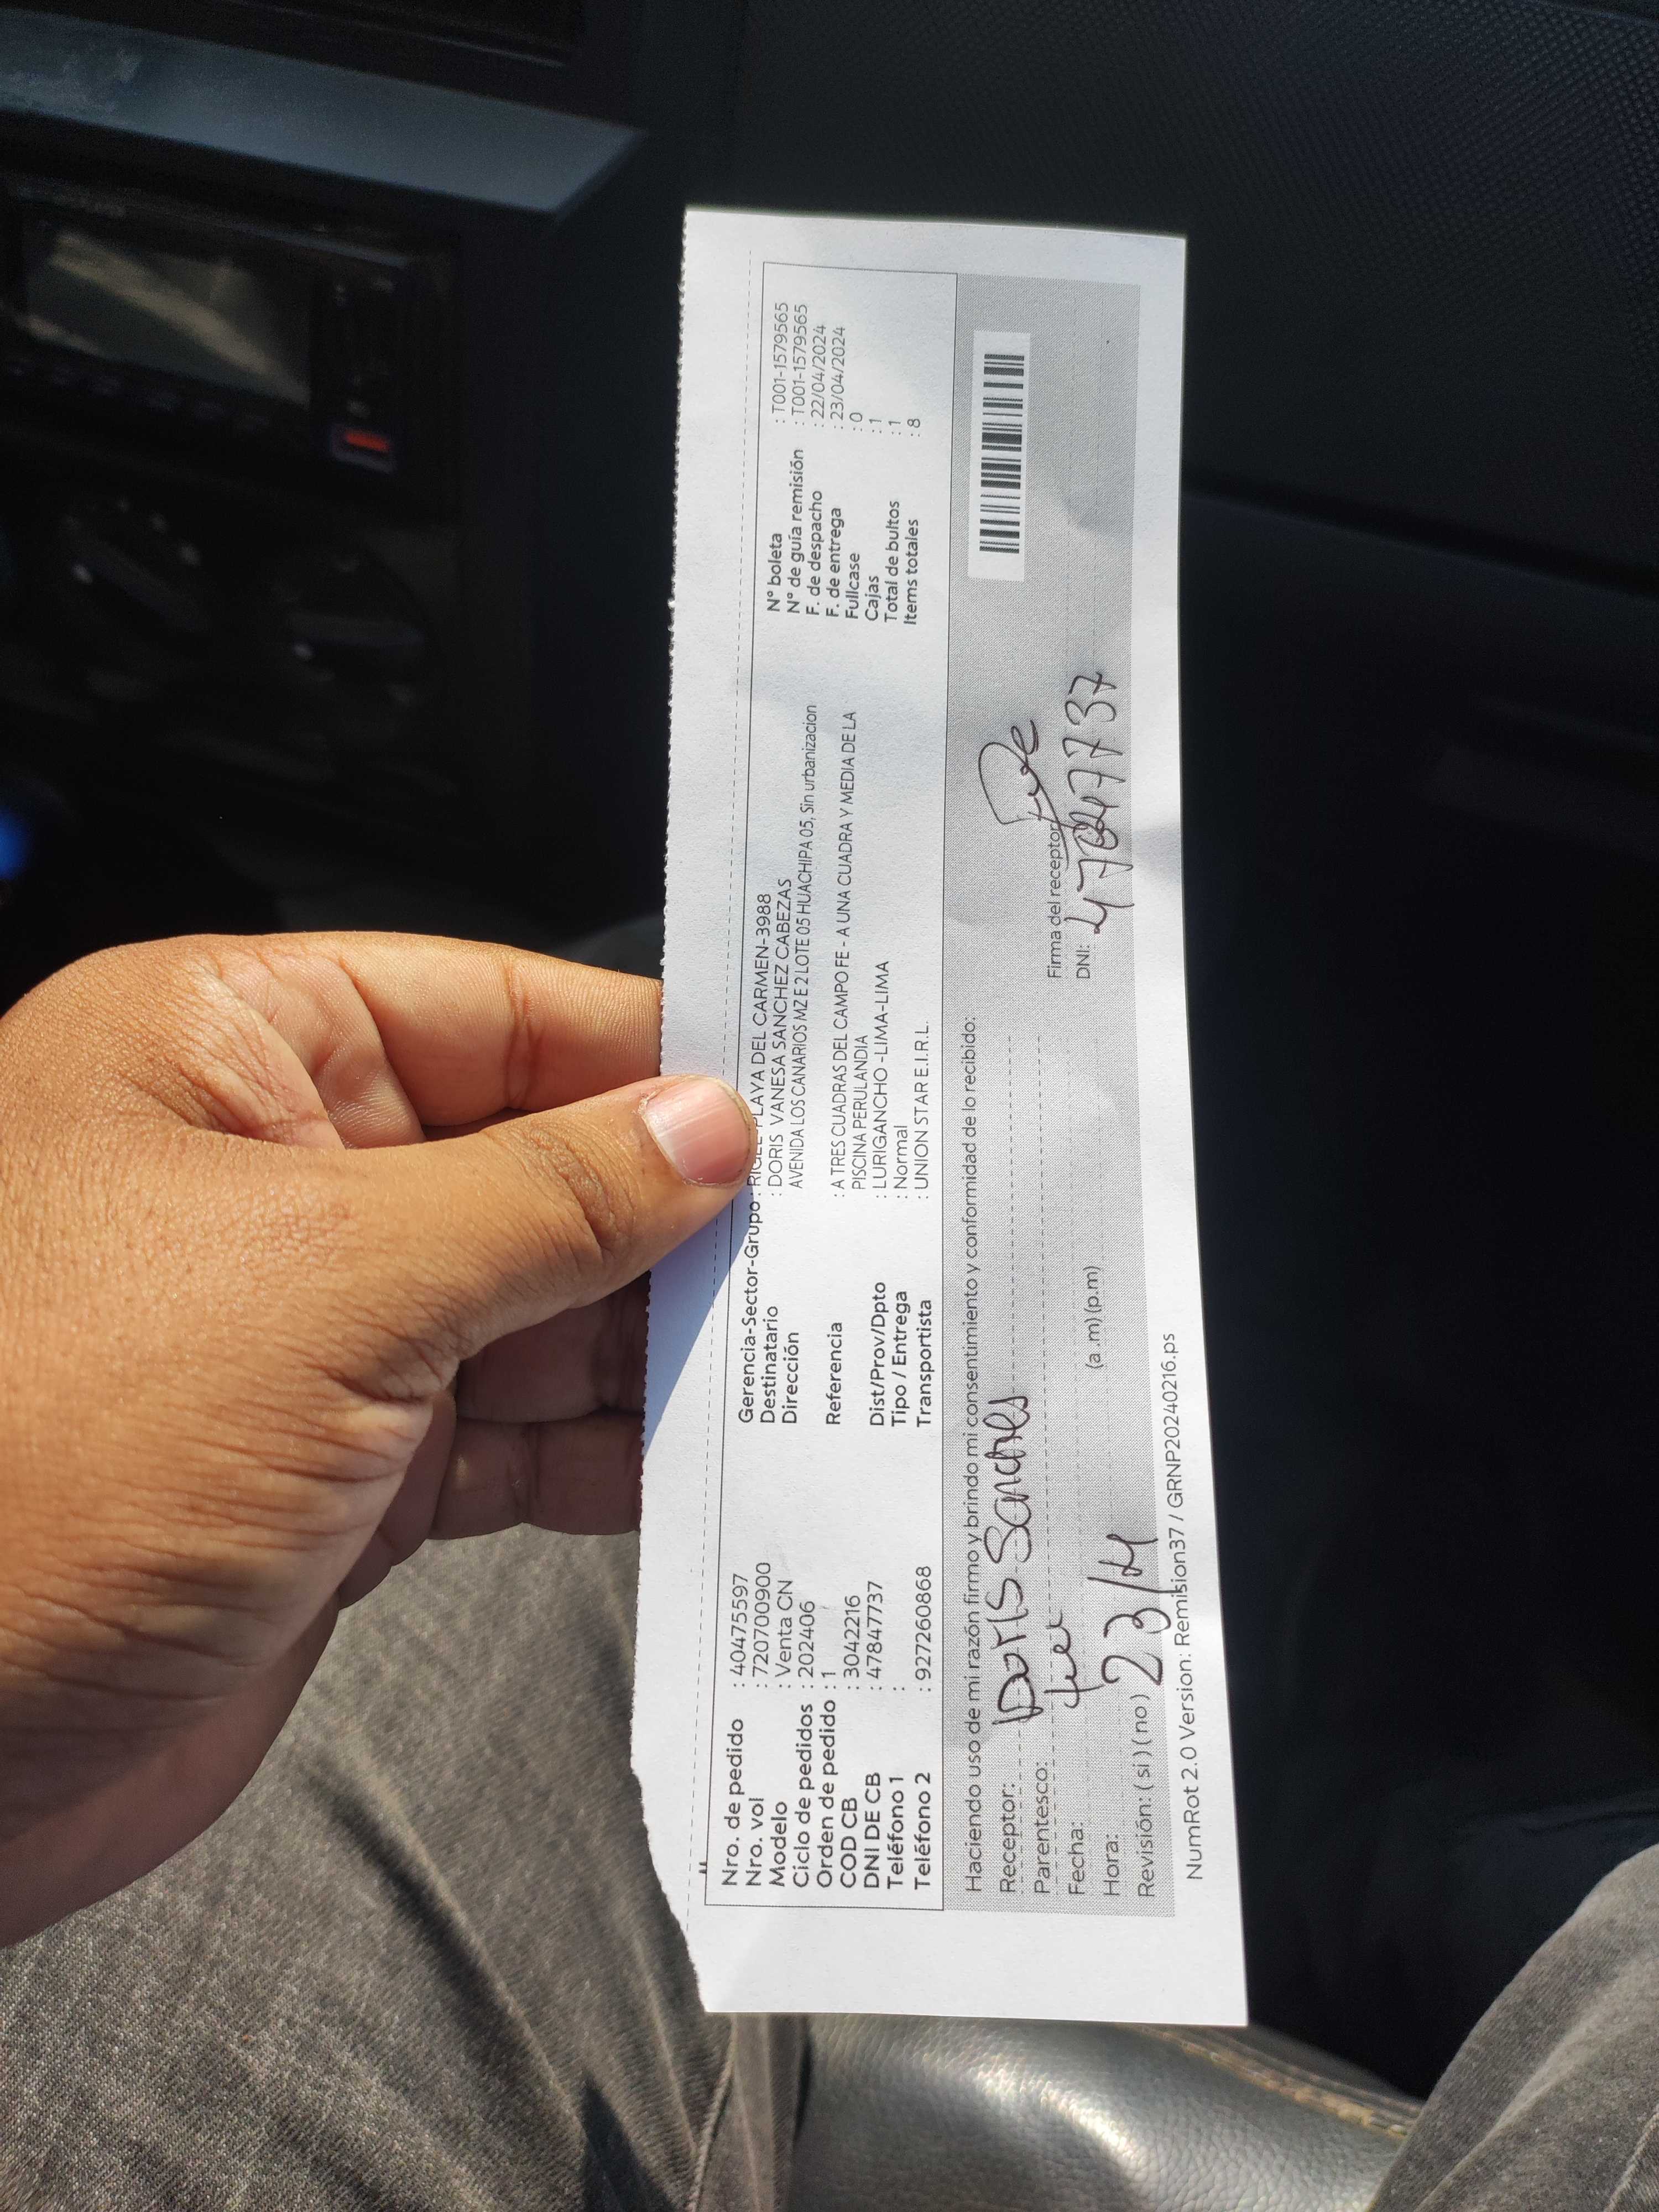 Nro. de pedido : 40475597
Nro. vol : 720700900
Modelo : Venta CN
Ciclo de pedidos : 202406
Orden de pedido : 1
COD CB : 3042216
DNI DE CB : 47847737
Teléfono 1 :
Teléfono 2 : 927260868
Gerencia-Sector-Grupo : PLAYA DEL CARMEN-3988
Destinatario : DORIS VANESA SANCHEZ CABEZAS
Dirección AVENIDA LOS CANARIOS MZ E 2 LOTE 05 HUACHIPA 05, Sin urbanizacion
Referencia : A TRES CUADRAS DEL CAMPO FE - A UNA CUADRA Y MEDIA DE LA
PISCINA PERULANDIA
Dist/Prov/Dpto : LURIGANCHO -LIMA-LIMA
Tipo / Entrega : Normal
Transportista : UNION STAR E.I.R.L.
N° boleta : T001-1579565
N° de guía remisión : T001-1579565
F. de despacho : 22/04/2024
F. de entrega : 23/04/2024
Fullcase : 0
Cajas : 1
Total de bultos : 1
Items totales : 8
Haciendo uso de mi razón firmo y brindo mi consentimiento y conformidad de lo recibido:
Receptor: Doris Sanches
Parentesco:
Fecha:
Hora: 23/4 (a .m) (p.m)
Revisión: ( si ) ( no )
Firma del receptor
DNI:
NumRot 2.0 Version: Remision37 / GRNP20240216.ps